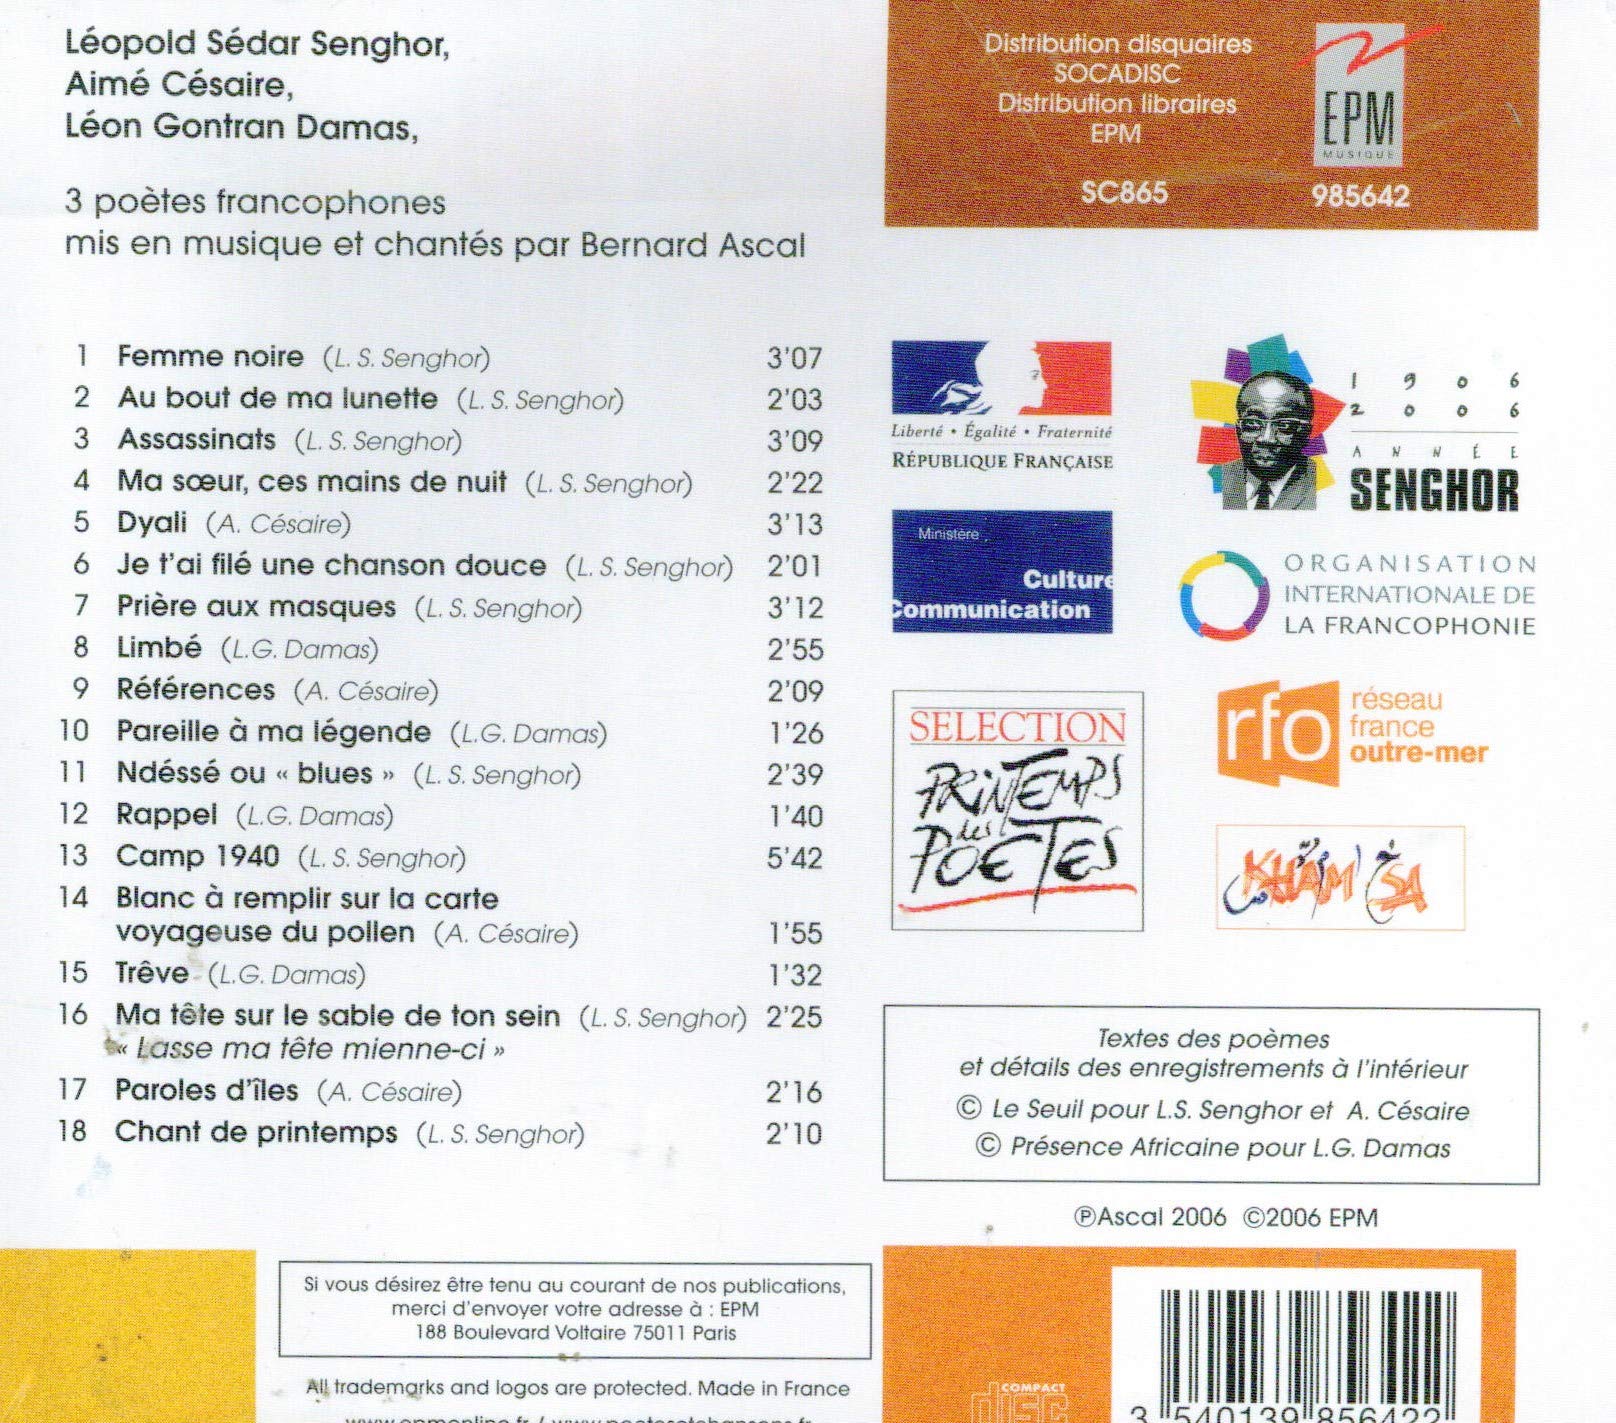 Léopold Sédar Senghor,
Aimé Césaire,
Léon Gontran Damas,
3 poètes francophones
mis en musique et chantés par Bernard Ascal
1 Femme noire (L. S. Senghor) 3'07
2 Au bout de ma lunette (L. S. Senghor) 2'03
3 Assassinats (L. S. Senghor) 3'09
4 Ma sœur, ces mains de nuit (L. S. Senghor) 2'22
5 Dyali (A. Césaire) 3'13
6 Je t'ai filé une chanson douce (L. S. Senghor) 2'01
7 Prière aux masques (L. S. Senghor) 3'12
8 Limbé (L.G. Damas) 2'55
9 Références (A. Césaire) 2'09
10 Pareille à ma légende (L.G. Damas) 1'26
11 Ndéssé ou « blues » (L. S. Senghor) 2'39
12 Rappel (L.G. Damas) 1'40
13 Camp 1940 (L. S. Senghor) 5'42
14 Blanc à remplir sur la carte
voyageuse du pollen (A. Césaire) 1'55
15 Trêve (L.G. Damas) 1'32
16 Ma tête sur le sable de ton sein (L. S. Senghor) 2'25
« Lasse ma tête mienne-ci »
17 Paroles d'îles (A. Césaire) 2'16
18 Chant de printemps (L. S. Senghor) 2'10
Si vous désirez être tenu au courant de nos publications,
merci d'envoyer votre adresse à : EPM
188 Boulevard Voltaire 75011 Paris
All trademarks and logos are protected. Made in France
Distribution disquaires
SOCADISC
Distribution libraires
EPM
SC865
EPM
MUSIQUE
985642
Liberté • Égalité • Fraternité
RÉPUBLIQUE FRANÇAISE
1906
2006
ANNÉE
SENGHOR
Ministère
Culture
Communication
ORGANISATION
INTERNATIONALE DE
LA FRANCOPHONIE
SELECTION
PRINTEMPS
des
POETES
rfo
réseau
france
outre-mer
KHAM'SA
Textes des poèmes
et détails des enregistrements à l'intérieur
© Le Seuil pour L.S. Senghor et A. Césaire
© Présence Africaine pour L.G. Damas
℗Ascal 2006 ©2006 EPM
COMPACT
disc
3 540139 856422